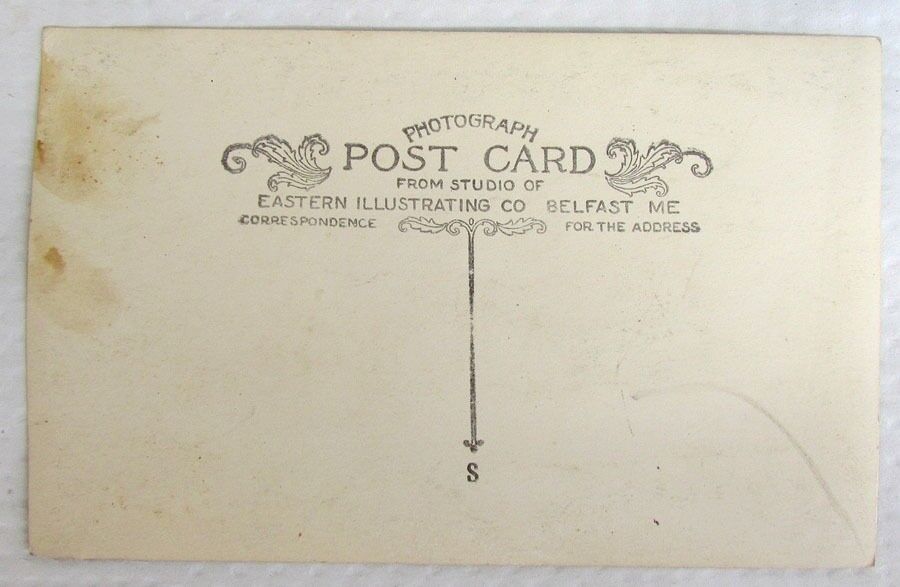 PHOTOGRAPH
POST CARD
FROM STUDIO OF
EASTERN ILLUSTRATING CO BELFAST ME
CORRESPONDENCE FOR THE ADDRESS
S